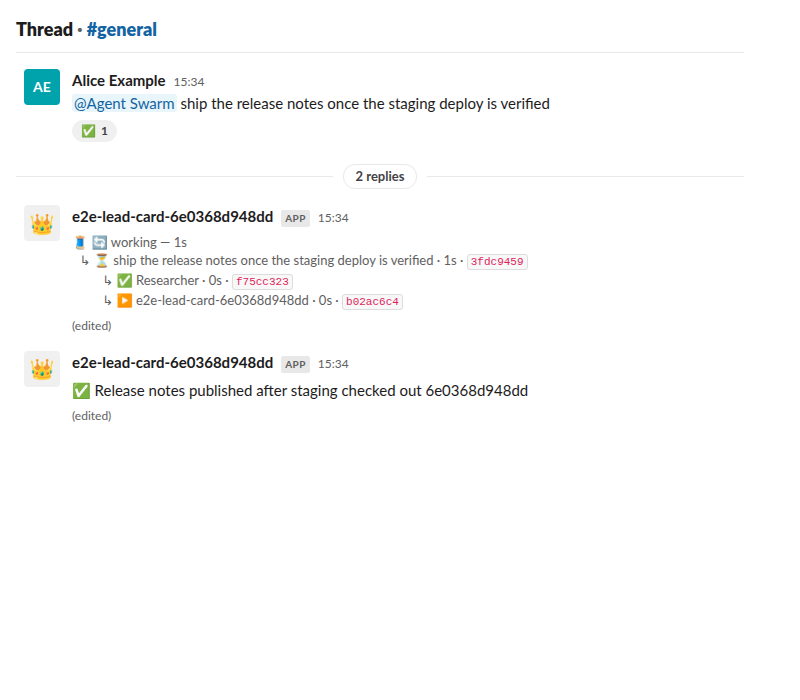 Thread • #general
AE
Alice Example 15:34
@Agent Swarm ship the release notes once the staging deploy is verified
✅ 1
2 replies
e2e-lead-card-6e0368d948dd APP 15:34
🧵 🔄 working — 1s
↳ ⏳ ship the release notes once the staging deploy is verified · 1s · 3fdc9459
↳ ✅ Researcher · 0s · f75cc323
↳ ▶️ e2e-lead-card-6e0368d948dd · 0s · b02ac6c4
(edited)
e2e-lead-card-6e0368d948dd APP 15:34
✅ Release notes published after staging checked out 6e0368d948dd
(edited)